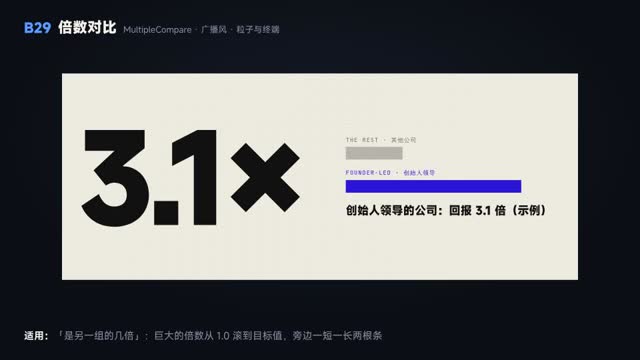 B29 倍数对比 MultipleCompare · 广播风 · 粒子与终端
3.1×
THE REST · 其他公司
FOUNDER-LED · 创始人领导
创始人领导的公司：回报 3.1 倍（示例）
适用：「是另一组的几倍」：巨大的倍数从 1.0 滚到目标值，旁边一短一长两根条